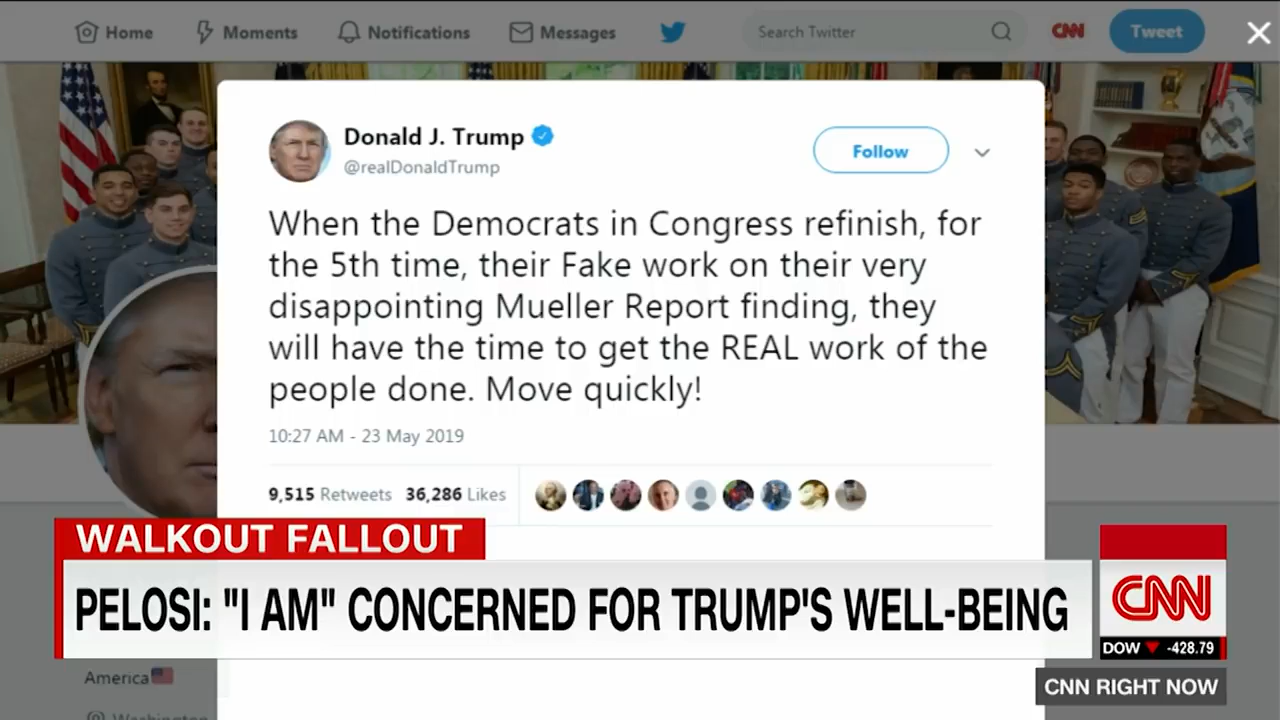 Home Moments Notifications Messages Search Twitter CNN Tweet
Donald J. Trump
@realDonaldTrump
Follow
When the Democrats in Congress refinish, for
the 5th time, their Fake work on their very
disappointing Mueller Report finding, they
will have the time to get the REAL work of the
people done. Move quickly!
10:27 AM - 23 May 2019
9,515 Retweets 36,286 Likes
WALKOUT FALLOUT
PELOSI: "I AM" CONCERNED FOR TRUMP'S WELL-BEING
CNN
DOW -428.79
America
CNN RIGHT NOW
Washington